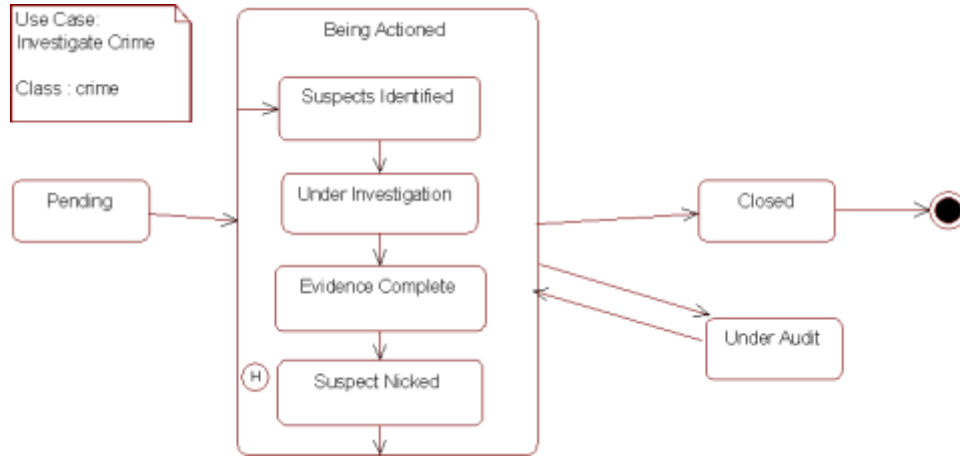 Use Case:
Investigate Crime
Class : crime
Being Actioned
Suspects Identified
Pending
Under Investigation
Closed
Evidence Complete
Under Audit
H
Suspect Nicked